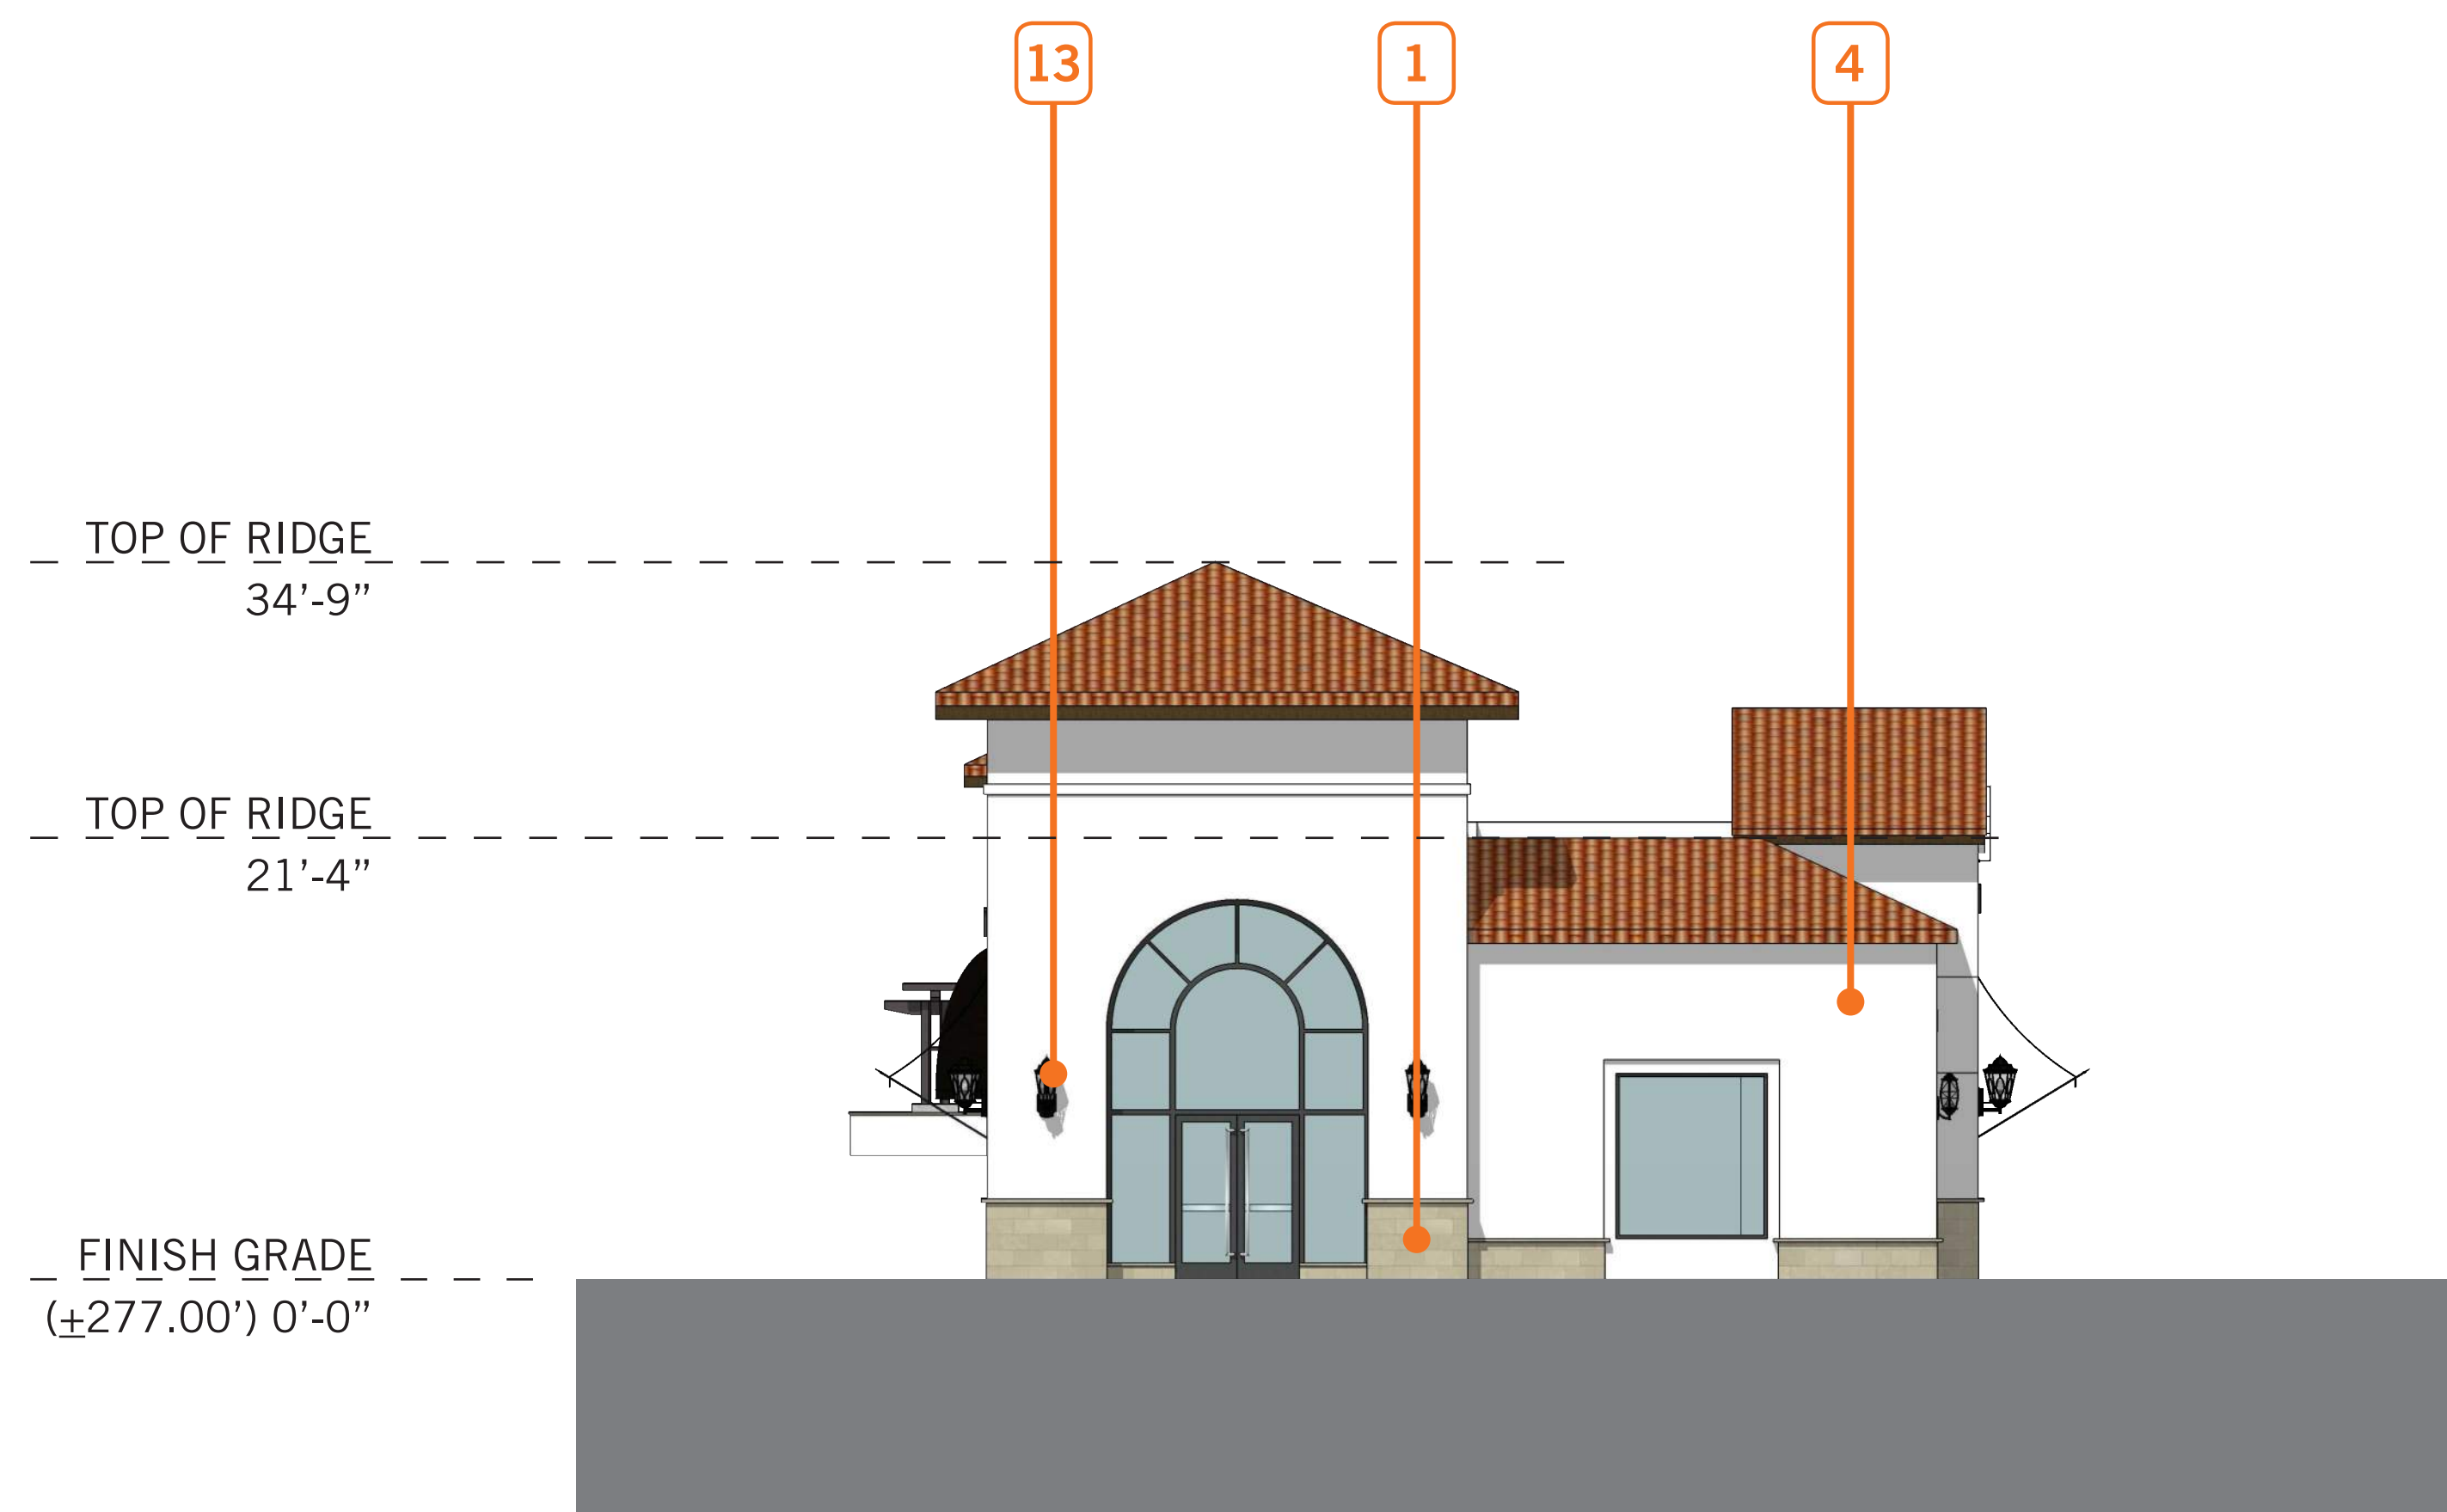 13 1 4
TOP OF RIDGE
34’-9”
TOP OF RIDGE
21’-4”
FINISH GRADE
(±277.00’) 0’-0”